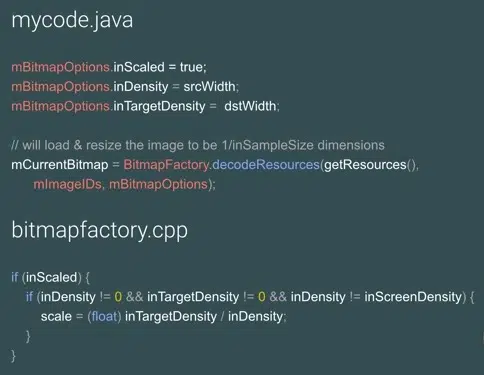 mycode.java
mBitmapOptions.inScaled = true;
mBitmapOptions.inDensity = srcWidth;
mBitmapOptions.inTargetDensity =  dstWidth;
// will load & resize the image to be 1/inSampleSize dimensions
mCurrentBitmap = BitmapFactory.decodeResources(getResources(),
mImageIDs, mBitmapOptions);
bitmapfactory.cpp
if (inScaled) {
if (inDensity != 0 && inTargetDensity != 0 && inDensity != inScreenDensity) {
scale = (float) inTargetDensity / inDensity;
}
}